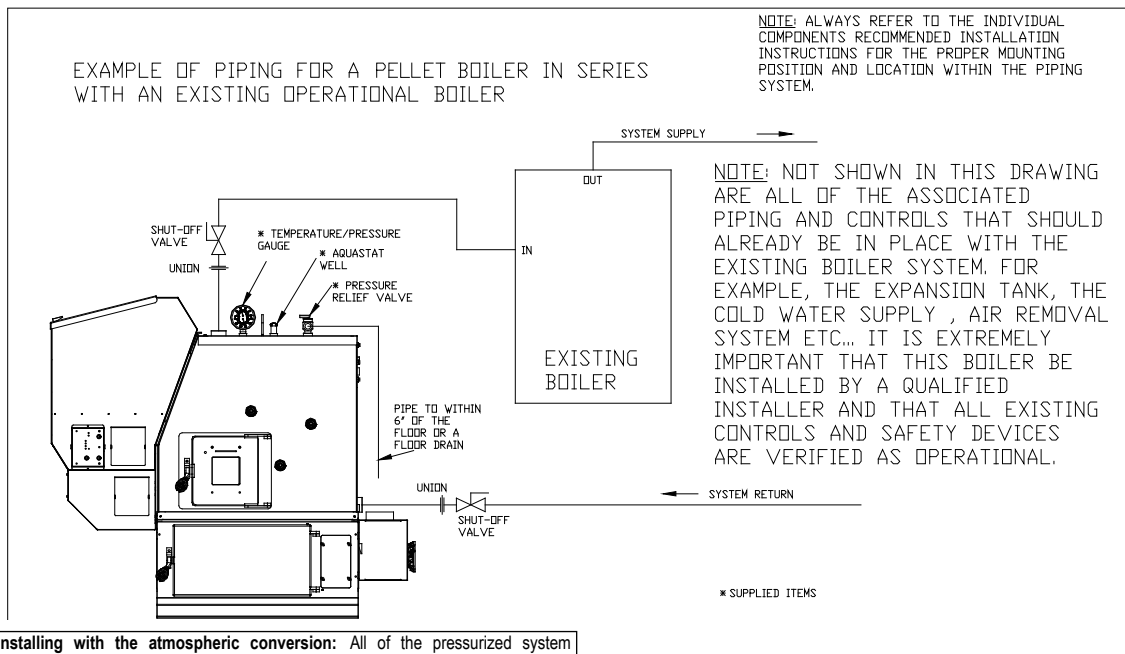 NOTE: ALWAYS REFER TO THE INDIVIDUAL
COMPONENTS RECOMMENDED INSTALLATION
INSTRUCTIONS FOR THE PROPER MOUNTING
POSITION AND LOCATION WITHIN THE PIPING
SYSTEM.
EXAMPLE OF PIPING FOR A PELLET BOILER IN SERIES
WITH AN EXISTING OPERATIONAL BOILER
SYSTEM SUPPLY
OUT
IN
EXISTING
BOILER
NOTE: NOT SHOWN IN THIS DRAWING
ARE ALL OF THE ASSOCIATED
PIPING AND CONTROLS THAT SHOULD
ALREADY BE IN PLACE WITH THE
EXISTING BOILER SYSTEM. FOR
EXAMPLE, THE EXPANSION TANK, THE
COLD WATER SUPPLY , AIR REMOVAL
SYSTEM ETC... IT IS EXTREMELY
IMPORTANT THAT THIS BOILER BE
INSTALLED BY A QUALIFIED
INSTALLER AND THAT ALL EXISTING
CONTROLS AND SAFETY DEVICES
ARE VERIFIED AS OPERATIONAL.
SHUT-OFF
VALVE
UNION
* TEMPERATURE/PRESSURE
GAUGE
* AQUASTAT
WELL
* PRESSURE
RELIEF VALVE
PIPE TO WITHIN
6" OF THE
FLOOR OR A
FLOOR DRAIN
UNION
SHUT-OFF
VALVE
SYSTEM RETURN
* SUPPLIED ITEMS
nstalling with the atmospheric conversion: All of the pressurized system